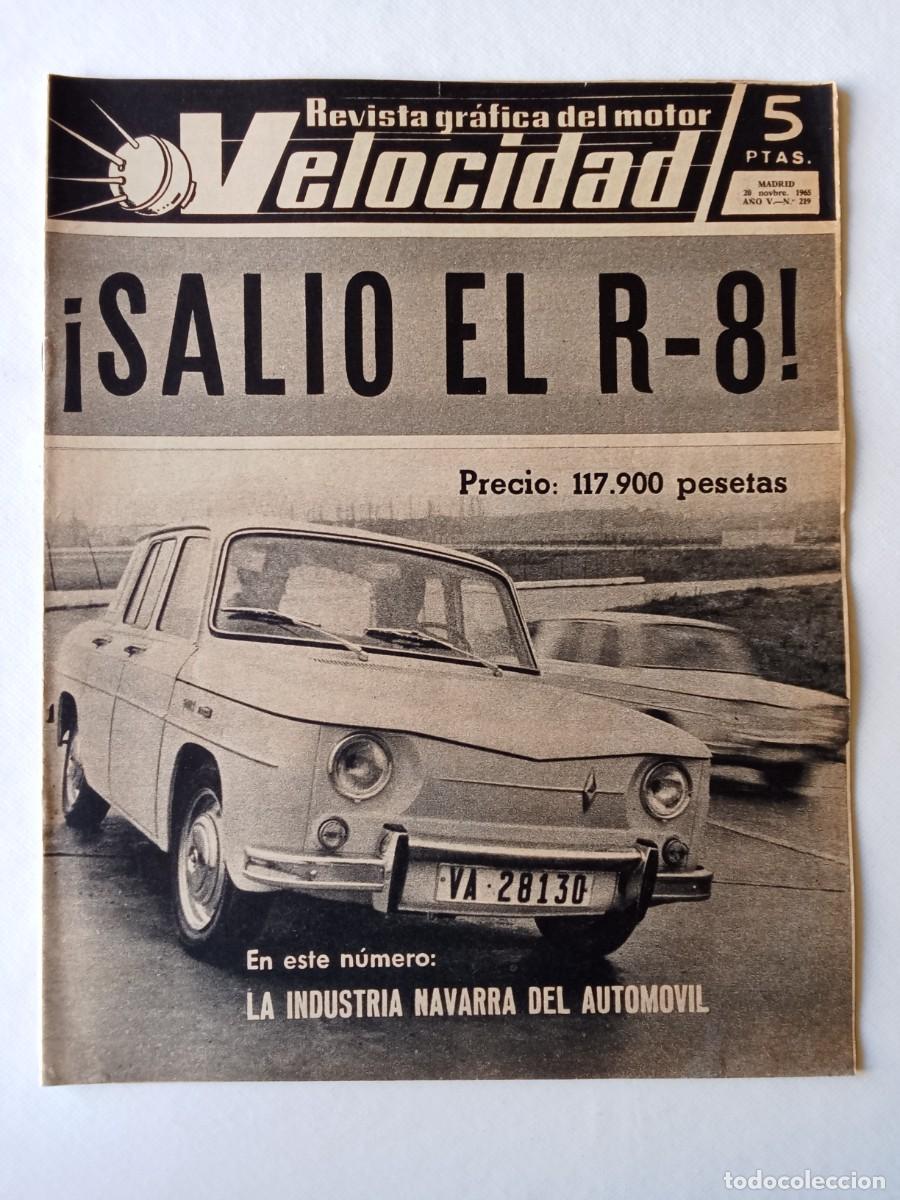 Revista gráfica del motor
Velocidad
5
PTAS.
MADRID
20 novbre. 1965
AÑO V.—N.º 219
¡SALIO EL R-8!
Precio: 117.900 pesetas
VA·28130
En este número:
LA INDUSTRIA NAVARRA DEL AUTOMOVIL
todocoleccion